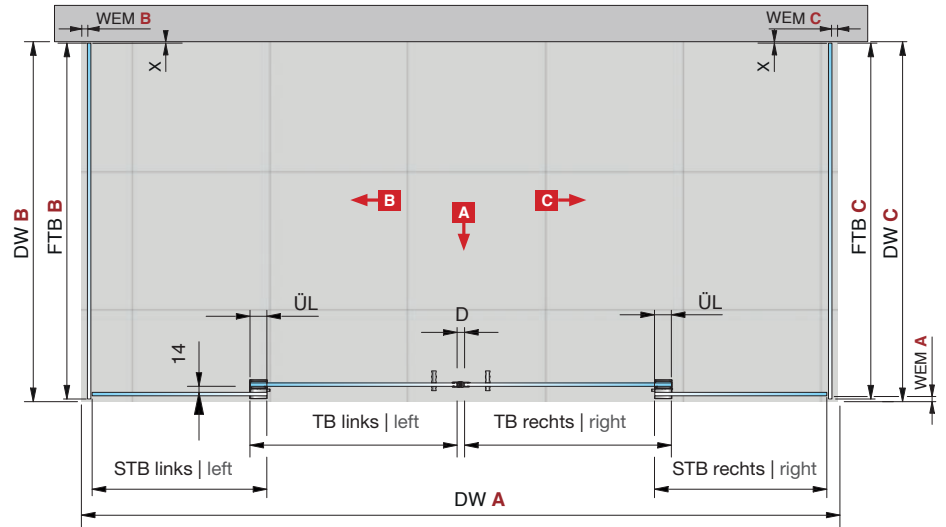 WEM B
WEM C
X
X
DW B
FTB B
B
A
C
FTB C
DW C
ÜL
D
ÜL
14
WEM A
TB links | left
TB rechts | right
STB links | left
STB rechts | right
DW A